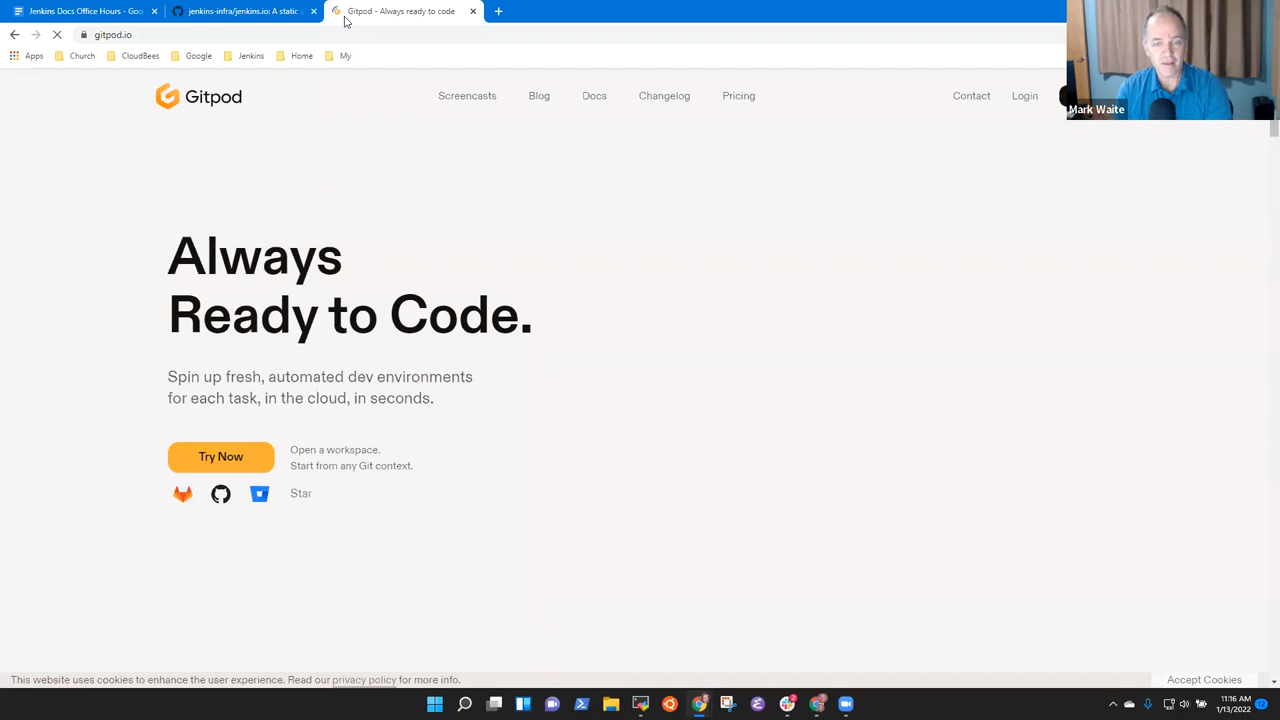 Jenkins Docs Office Hours - Goo
jenkins-infra/jenkins.io: A static s
Gitpod - Always ready to code
gitpod.io
Apps
Church
CloudBees
Google
Jenkins
Home
My
Mark Waite
Gitpod
Screencasts
Blog
Docs
Changelog
Pricing
Contact
Login
Always
Ready to Code.
Spin up fresh, automated dev environments
for each task, in the cloud, in seconds.
Try Now
Open a workspace.
Start from any Git context.
Star
This website uses cookies to enhance the user experience. Read our privacy policy for more info.
Accept Cookies
11:16 AM
1/13/2022